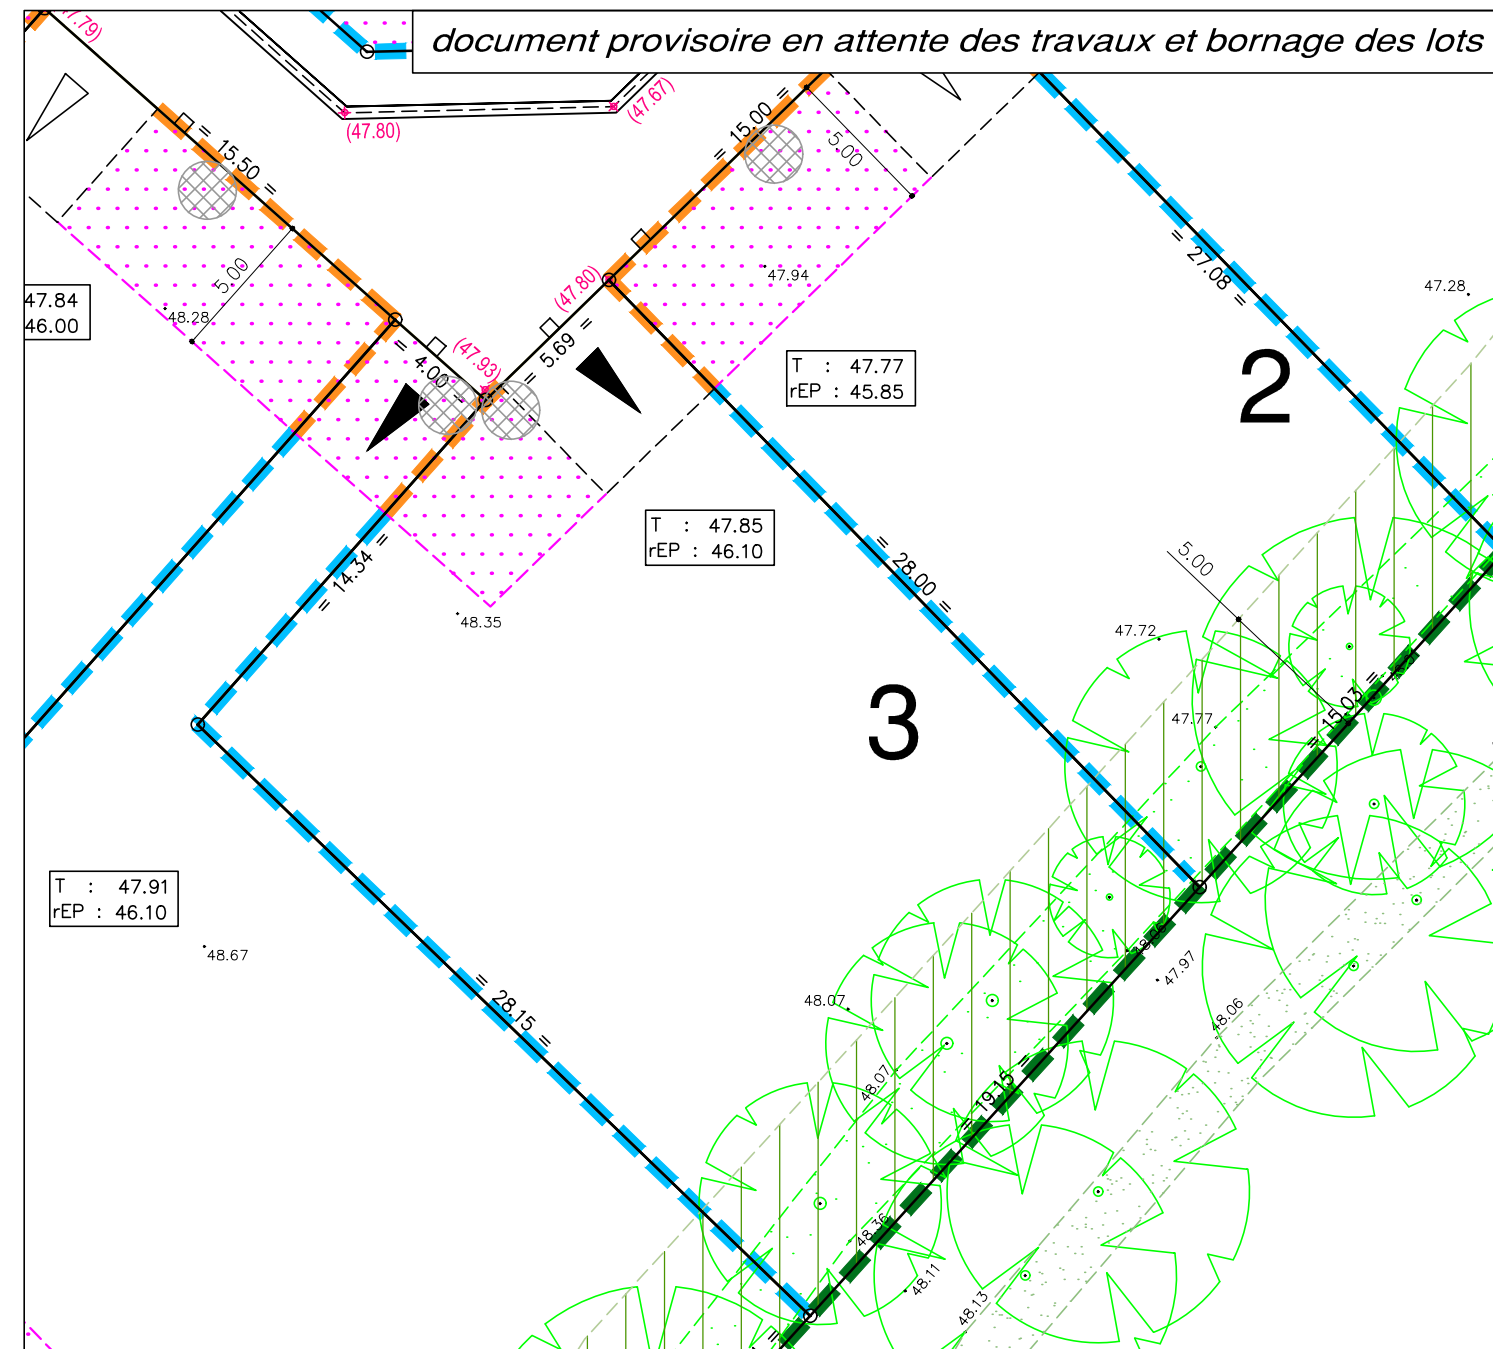 document provisoire en attente des travaux et bornage des lots
47.79)
(47.80)
(47.67)
= 15.50 =
= 15.00 =
5.00
5.00
= 27.08 =
47.28
47.84
46.00
48.28
(47.80)
47.94
= 4.00 =
(47.93)
= 5.69 =
T : 47.77
rEP : 45.85
2
T : 47.85
rEP : 46.10
= 14.34 =
48.35
= 28.00 =
5.00
47.72
47.77
= 15.03 =
3
T : 47.91
rEP : 46.10
48.67
= 28.15 =
47.97
48.07
48.06
48.07
= 19.15 =
48.36
48.11
48.13
=